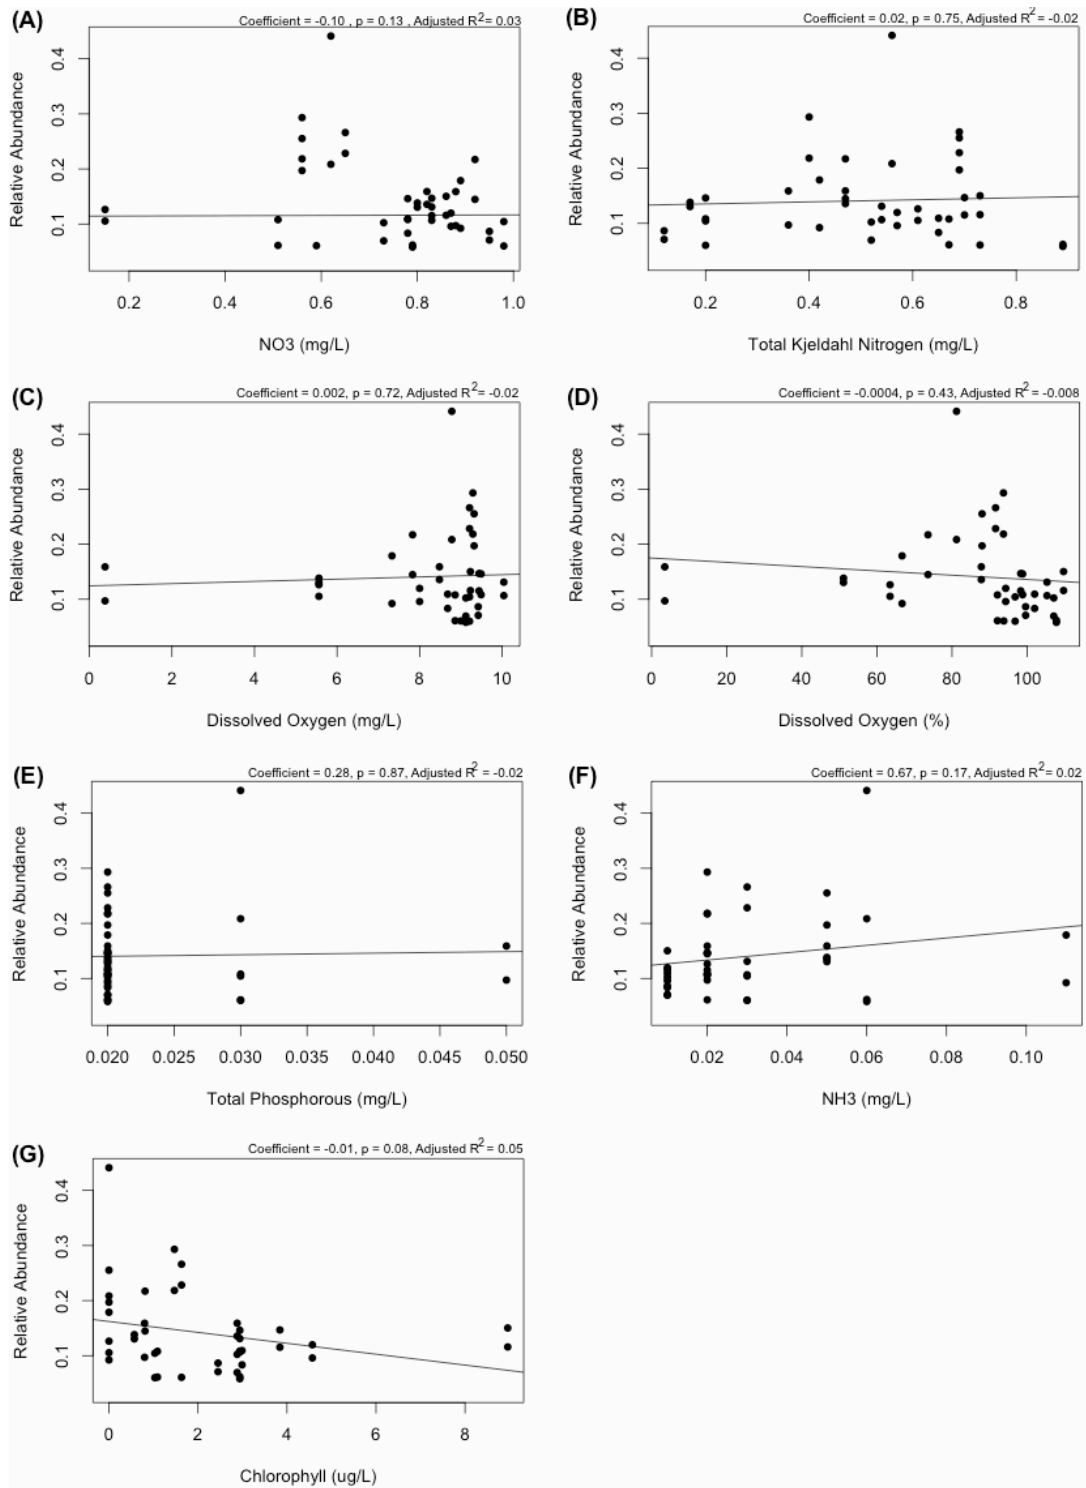 (A)
Coefficient = -0.10 , p = 0.13 , Adjusted R2= 0.03
Relative Abundance
0.4
0.3
0.2
0.1
0.2 0.4 0.6 0.8 1.0
NO3 (mg/L)
(B)
Coefficient = 0.02, p = 0.75, Adjusted R2 = -0.02
Relative Abundance
0.4
0.3
0.2
0.1
0.2 0.4 0.6 0.8
Total Kjeldahl Nitrogen (mg/L)
(C)
Coefficient = 0.002, p = 0.72, Adjusted R2= -0.02
Relative Abundance
0.4
0.3
0.2
0.1
0 2 4 6 8 10
Dissolved Oxygen (mg/L)
(D)
Coefficient = -0.0004, p = 0.43, Adjusted R2 = -0.008
Relative Abundance
0.4
0.3
0.2
0.1
0 20 40 60 80 100
Dissolved Oxygen (%)
(E)
Coefficient = 0.28, p = 0.87, Adjusted R2 = -0.02
Relative Abundance
0.4
0.3
0.2
0.1
0.020 0.025 0.030 0.035 0.040 0.045 0.050
Total Phosphorous (mg/L)
(F)
Coefficient = 0.67, p = 0.17, Adjusted R2= 0.02
Relative Abundance
0.4
0.3
0.2
0.1
0.02 0.04 0.06 0.08 0.10
NH3 (mg/L)
(G)
Coefficient = -0.01, p = 0.08, Adjusted R2 = 0.05
Relative Abundance
0.4
0.3
0.2
0.1
0 2 4 6 8
Chlorophyll (ug/L)